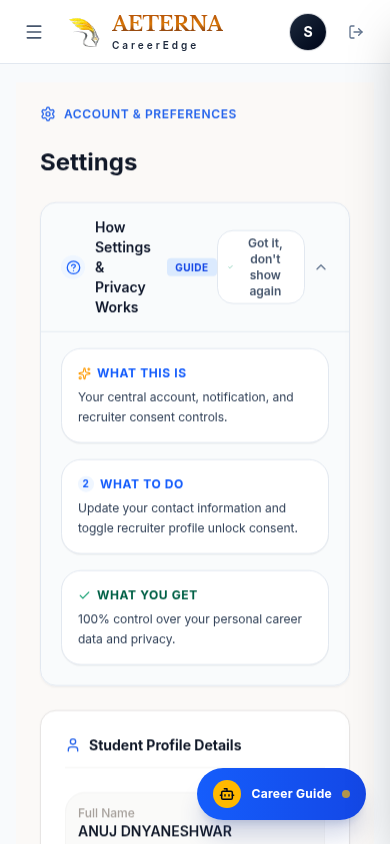 AETERNA
CareerEdge
S
ACCOUNT & PREFERENCES
Settings
How
Settings
&
Privacy
Works
GUIDE
Got it,
don't
show
again
WHAT THIS IS
Your central account, notification, and
recruiter consent controls.
2 WHAT TO DO
Update your contact information and
toggle recruiter profile unlock consent.
WHAT YOU GET
100% control over your personal career
data and privacy.
Student Profile Details
Full Name
ANUJ DNYANESHWAR
Career Guide